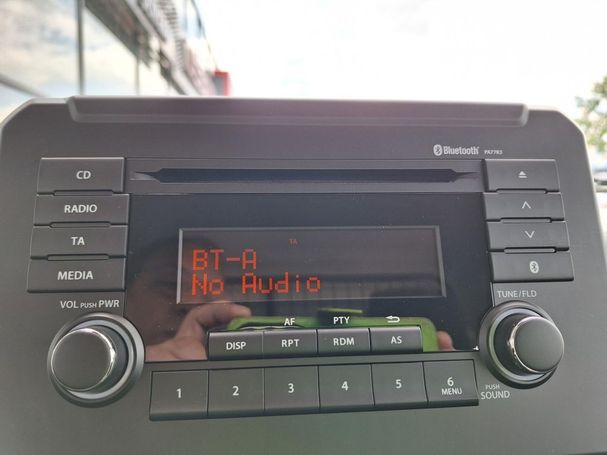 Bluetooth PA77R3
CD
RADIO
TA
MEDIA
VOL PUSH PWR
TA
BT-A
No Audio
TUNE/FLD
AF PTY
DISP RPT RDM AS
1 2 3 4 5 6
MENU
PUSH
SOUND